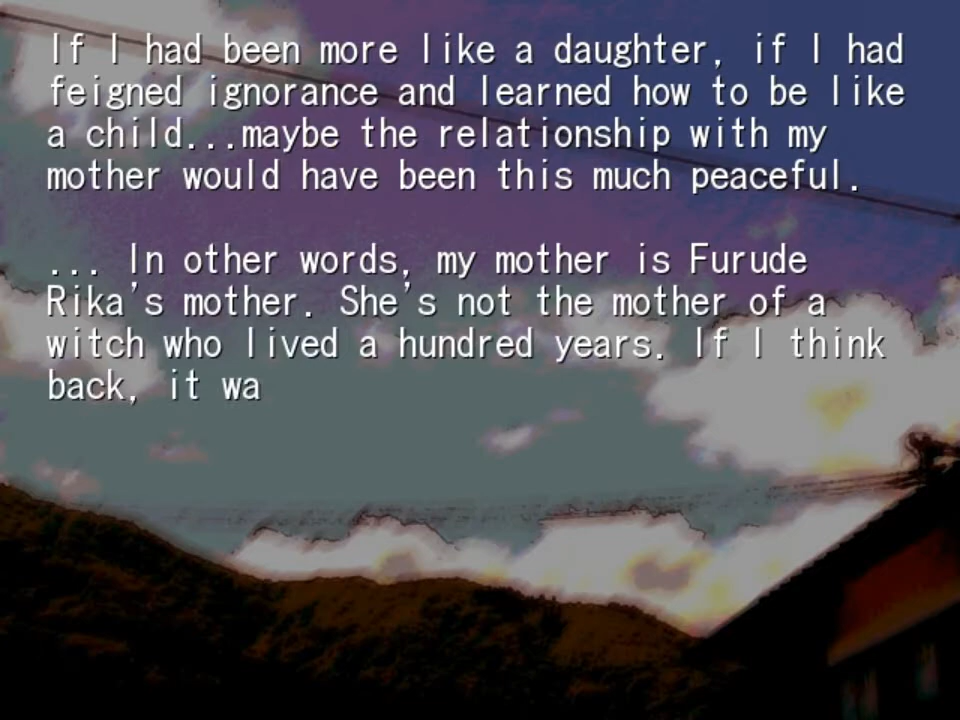 If I had been more like a daughter, if I had
feigned ignorance and learned how to be like
a child...maybe the relationship with my
mother would have been this much peaceful.
... In other words, my mother is Furude
Rika's mother. She's not the mother of a
witch who lived a hundred years. If I think
back, it wa